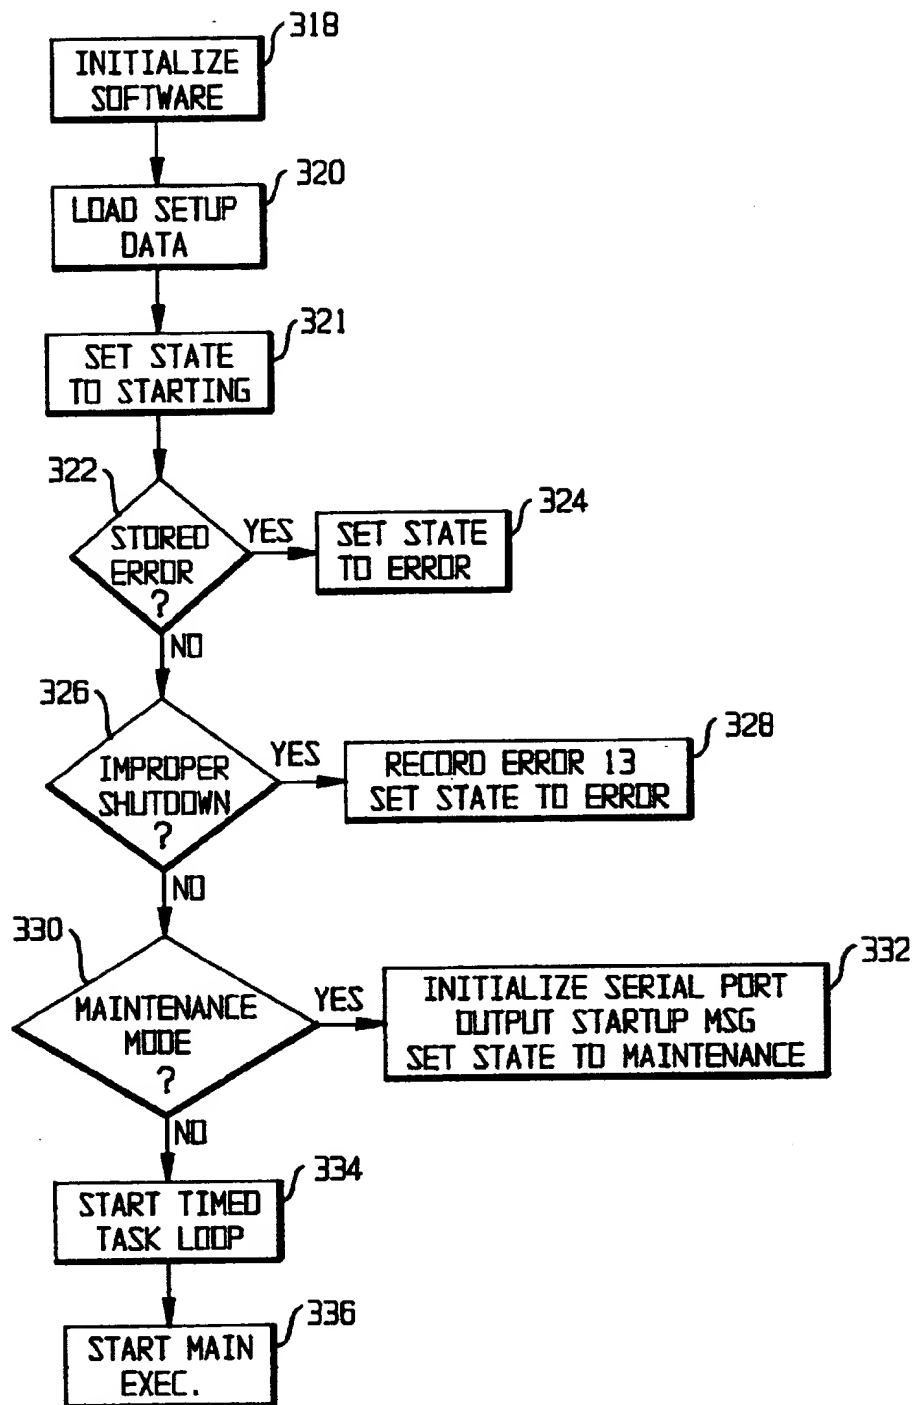 318
INITIALIZE
SOFTWARE
320
LOAD SETUP
DATA
321
SET STATE
TO STARTING
322
STORED
ERROR
?
YES
324
SET STATE
TO ERROR
NO
326
IMPROPER
SHUTDOWN
?
YES
328
RECORD ERROR 13
SET STATE TO ERROR
NO
330
MAINTENANCE
MODE
?
YES
332
INITIALIZE SERIAL PORT
OUTPUT STARTUP MSG
SET STATE TO MAINTENANCE
NO
334
START TIMED
TASK LOOP
336
START MAIN
EXEC.